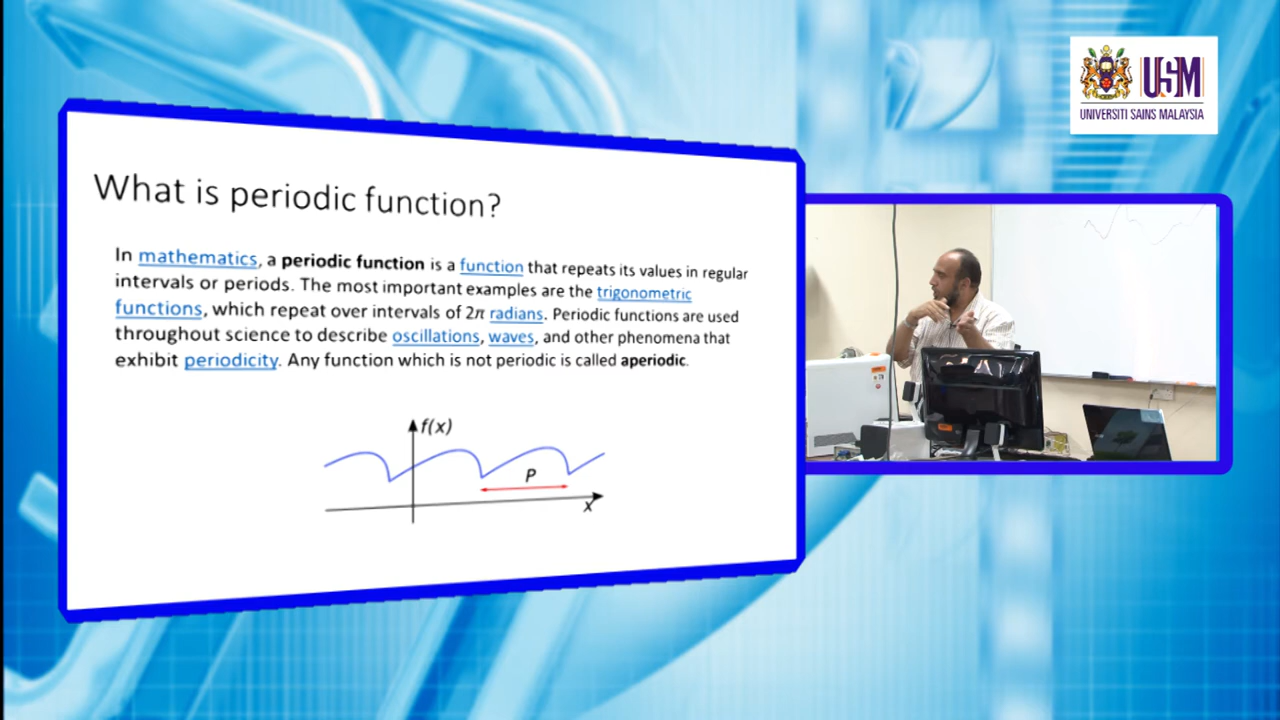 USM
UNIVERSITI SAINS MALAYSIA
What is periodic function?
In mathematics, a periodic function is a function that repeats its values in regular
intervals or periods. The most important examples are the trigonometric
functions, which repeat over intervals of 2π radians. Periodic functions are used
throughout science to describe oscillations, waves, and other phenomena that
exhibit periodicity. Any function which is not periodic is called aperiodic.
f(x)
P
x